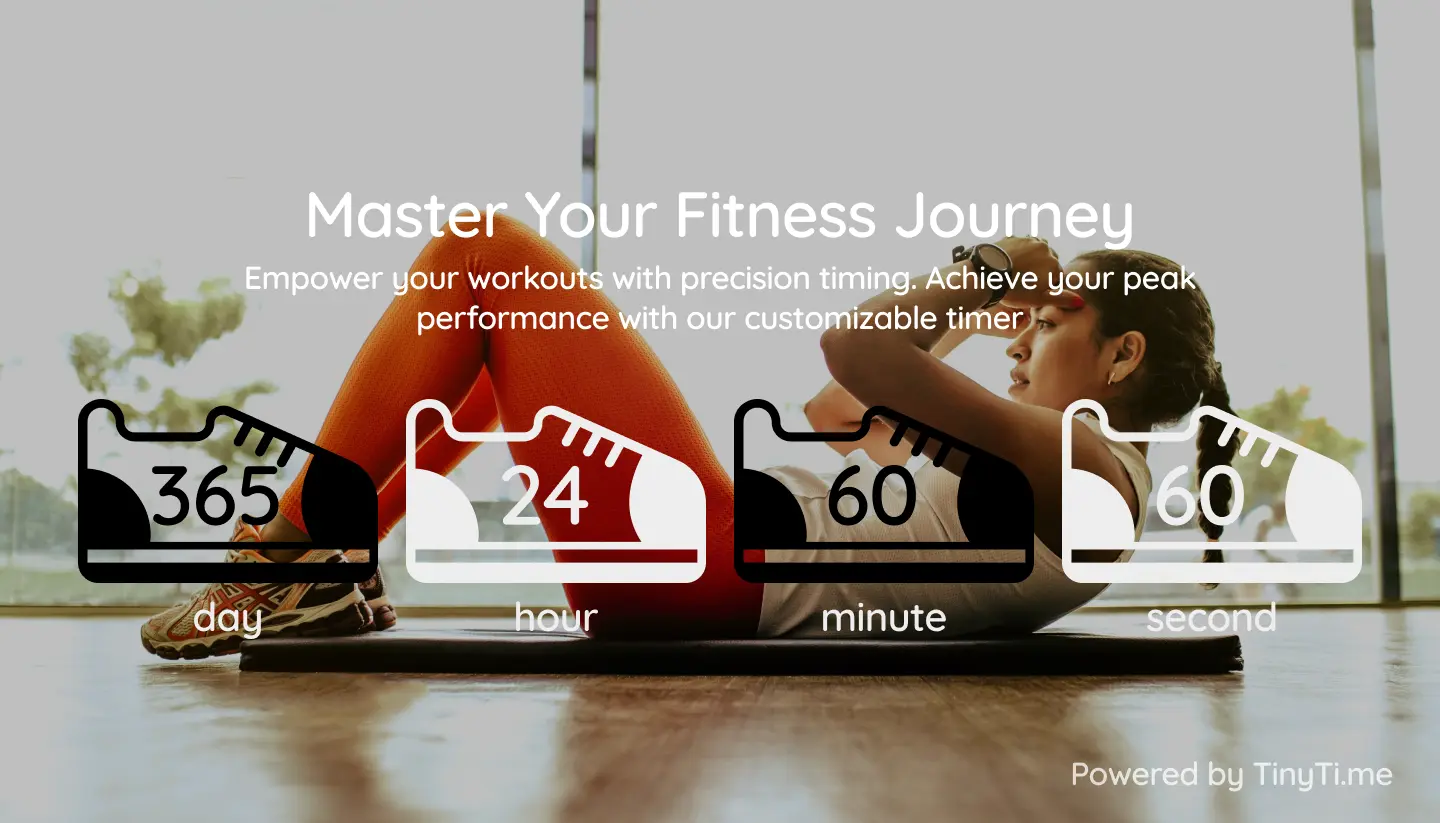 Master Your Fitness Journey
Empower your workouts with precision timing. Achieve your peak
performance with our customizable timer
365 24 60 60
day hour minute second
Powered by TinyTi.me